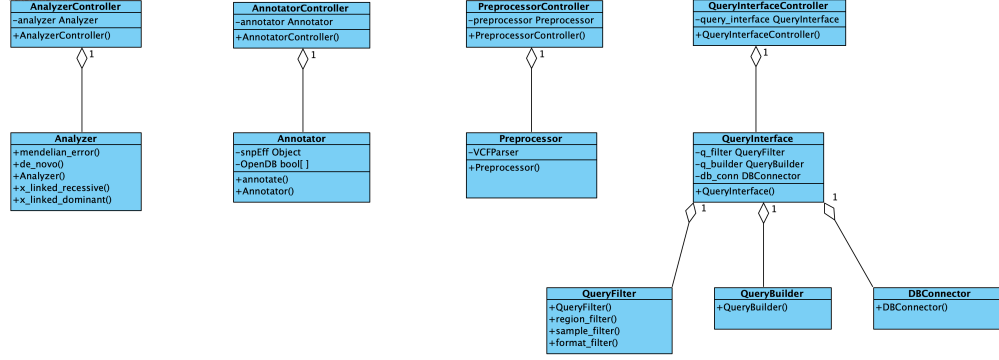 AnalyzerController
-analyzer Analyzer
+AnalyzerController()
1
Analyzer
+mendelian_error()
+de_novo()
+Analyzer()
+x_linked_recessive()
+x_linked_dominant()
AnnotatorController
-annotator Annotator
+AnnotatorController()
1
Annotator
-snpEff Object
-OpenDB bool[ ]
+annotate()
+Annotator()
PreprocessorController
-preprocessor Preprocessor
+PreprocessorController()
1
Preprocessor
-VCFParser
+Preprocessor()
QueryInterfaceController
-query_interface QueryInterface
+QueryInterfaceController()
1
QueryInterface
-q_filter QueryFilter
-q_builder QueryBuilder
-db_conn DBConnector
+QueryInterface()
1
1
1
QueryFilter
+QueryFilter()
+region_filter()
+sample_filter()
+format_filter()
QueryBuilder
+QueryBuilder()
DBConnector
+DBConnector()